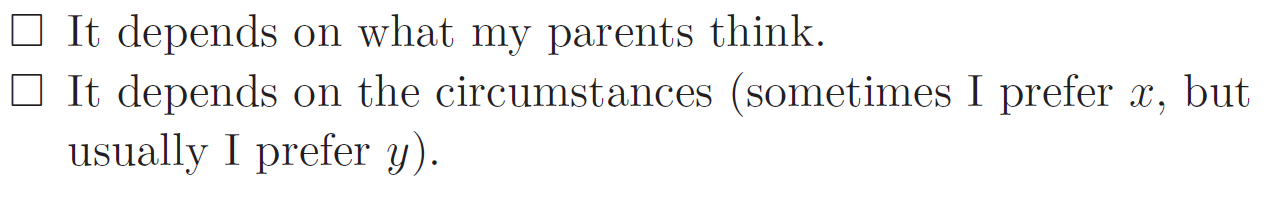 ☐ It depends on what my parents think.
☐ It depends on the circumstances (sometimes I prefer x, but
usually I prefer y).